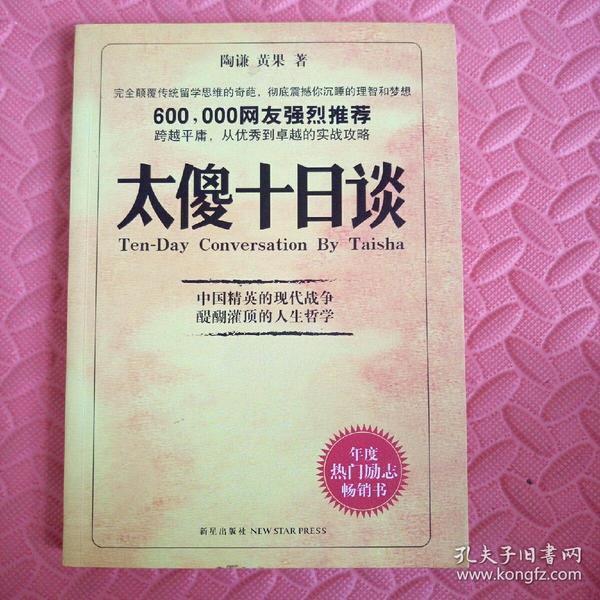 陶谦 黄果 著
完全颠覆传统留学思维的奇葩，彻底震撼你沉睡的理智和梦想
600,000网友强烈推荐
跨越平庸，从优秀到卓越的实战攻略
太傻十日谈
Ten-Day Conversation By Taisha
中国精英的现代战争
醍醐灌顶的人生哲学
年度
热门励志
畅销书
新星出版社 NEW STAR PRESS
孔夫子旧书网
www.kongfz.com